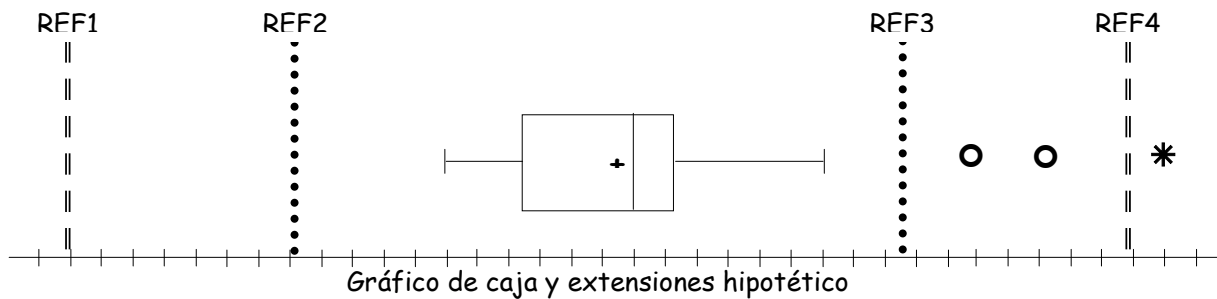 REF1 REF2 REF3 REF4
Gráfico de caja y extensiones hipotético